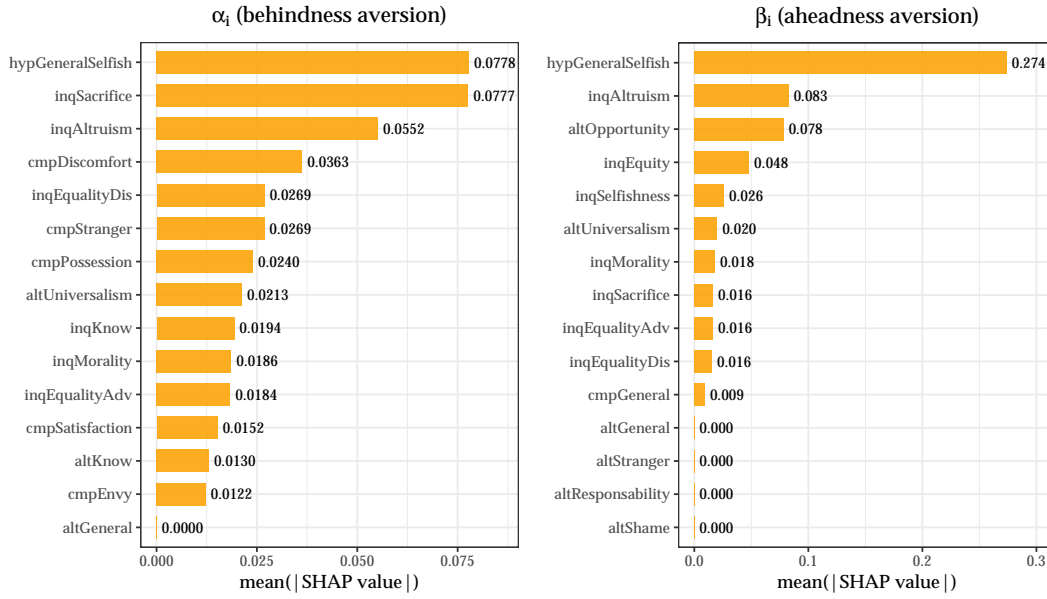 αi (behindness aversion)
hypGeneralSelfish 0.0778
inqSacrifice 0.0777
inqAltruism 0.0552
cmpDiscomfort 0.0363
inqEqualityDis 0.0269
cmpStranger 0.0269
cmpPossession 0.0240
altUniversalism 0.0213
inqKnow 0.0194
inqMorality 0.0186
inqEqualityAdv 0.0184
cmpSatisfaction 0.0152
altKnow 0.0130
cmpEnvy 0.0122
altGeneral 0.0000
0.000 0.025 0.050 0.075
mean(|SHAP value|)
βi (aheadness aversion)
hypGeneralSelfish 0.274
inqAltruism 0.083
altOpportunity 0.078
inqEquity 0.048
inqSelfishness 0.026
altUniversalism 0.020
inqMorality 0.018
inqSacrifice 0.016
inqEqualityAdv 0.016
inqEqualityDis 0.016
cmpGeneral 0.009
altGeneral 0.000
altStranger 0.000
altResponsability 0.000
altShame 0.000
0.0 0.1 0.2 0.3
mean(|SHAP value|)